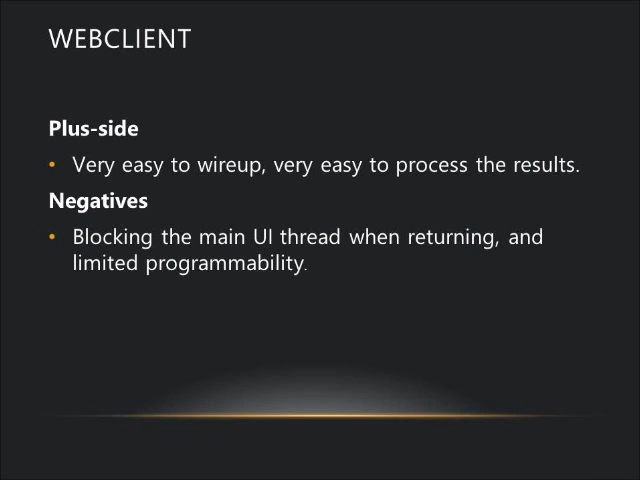 WEBCLIENT
Plus-side
• Very easy to wireup, very easy to process the results.
Negatives
• Blocking the main UI thread when returning, and
limited programmability.